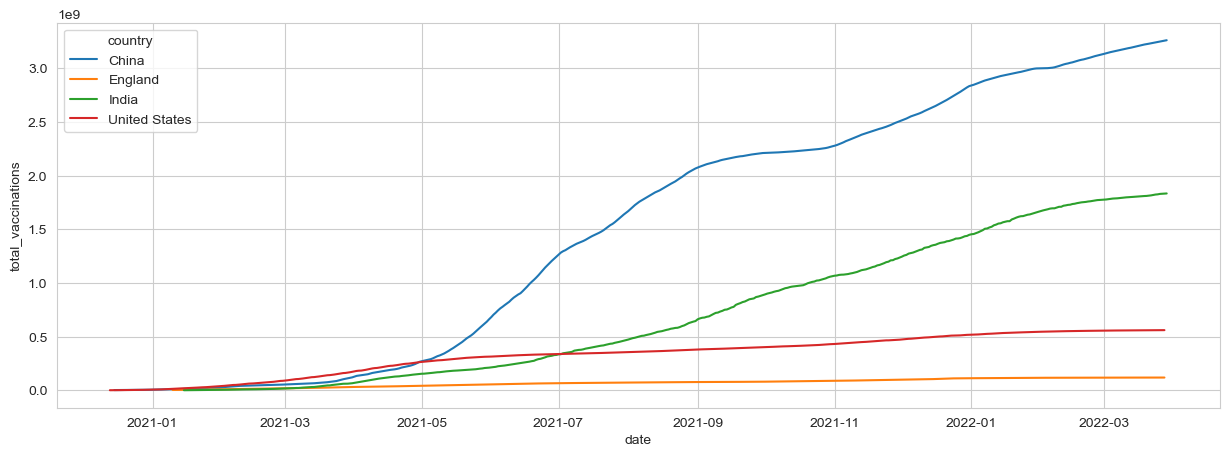 1e9
country
China
England
India
United States
3.0
2.5
2.0
1.5
1.0
0.5
0.0
total_vaccinations
2021-01
2021-03
2021-05
2021-07
2021-09
2021-11
2022-01
2022-03
date